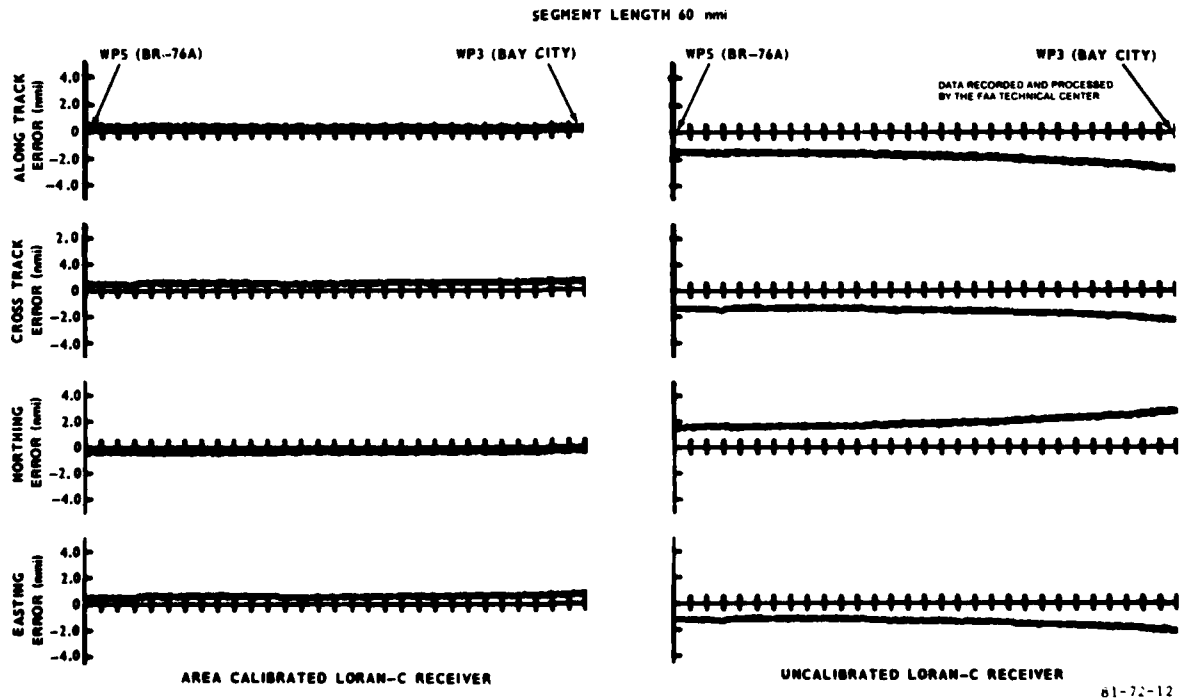 SEGMENT LENGTH 60 nmi
WP5 (BR-76A)
WP3 (BAY CITY)
WP5 (BR-76A)
WP3 (BAY CITY)
DATA RECORDED AND PROCESSED
BY THE FAA TECHNICAL CENTER
ALONG TRACK
ERROR (nmi)
4.0
2.0
0
-2.0
-4.0
CROSS TRACK
ERROR (nmi)
2.0
4.0
0
-2.0
-4.0
NORTHING
ERROR (nmi)
4.0
2.0
0
-2.0
-4.0
EASTING
ERROR (nmi)
4.0
2.0
0
-2.0
-4.0
AREA CALIBRATED LORAN-C RECEIVER
UNCALIBRATED LORAN-C RECEIVER
81-72-12